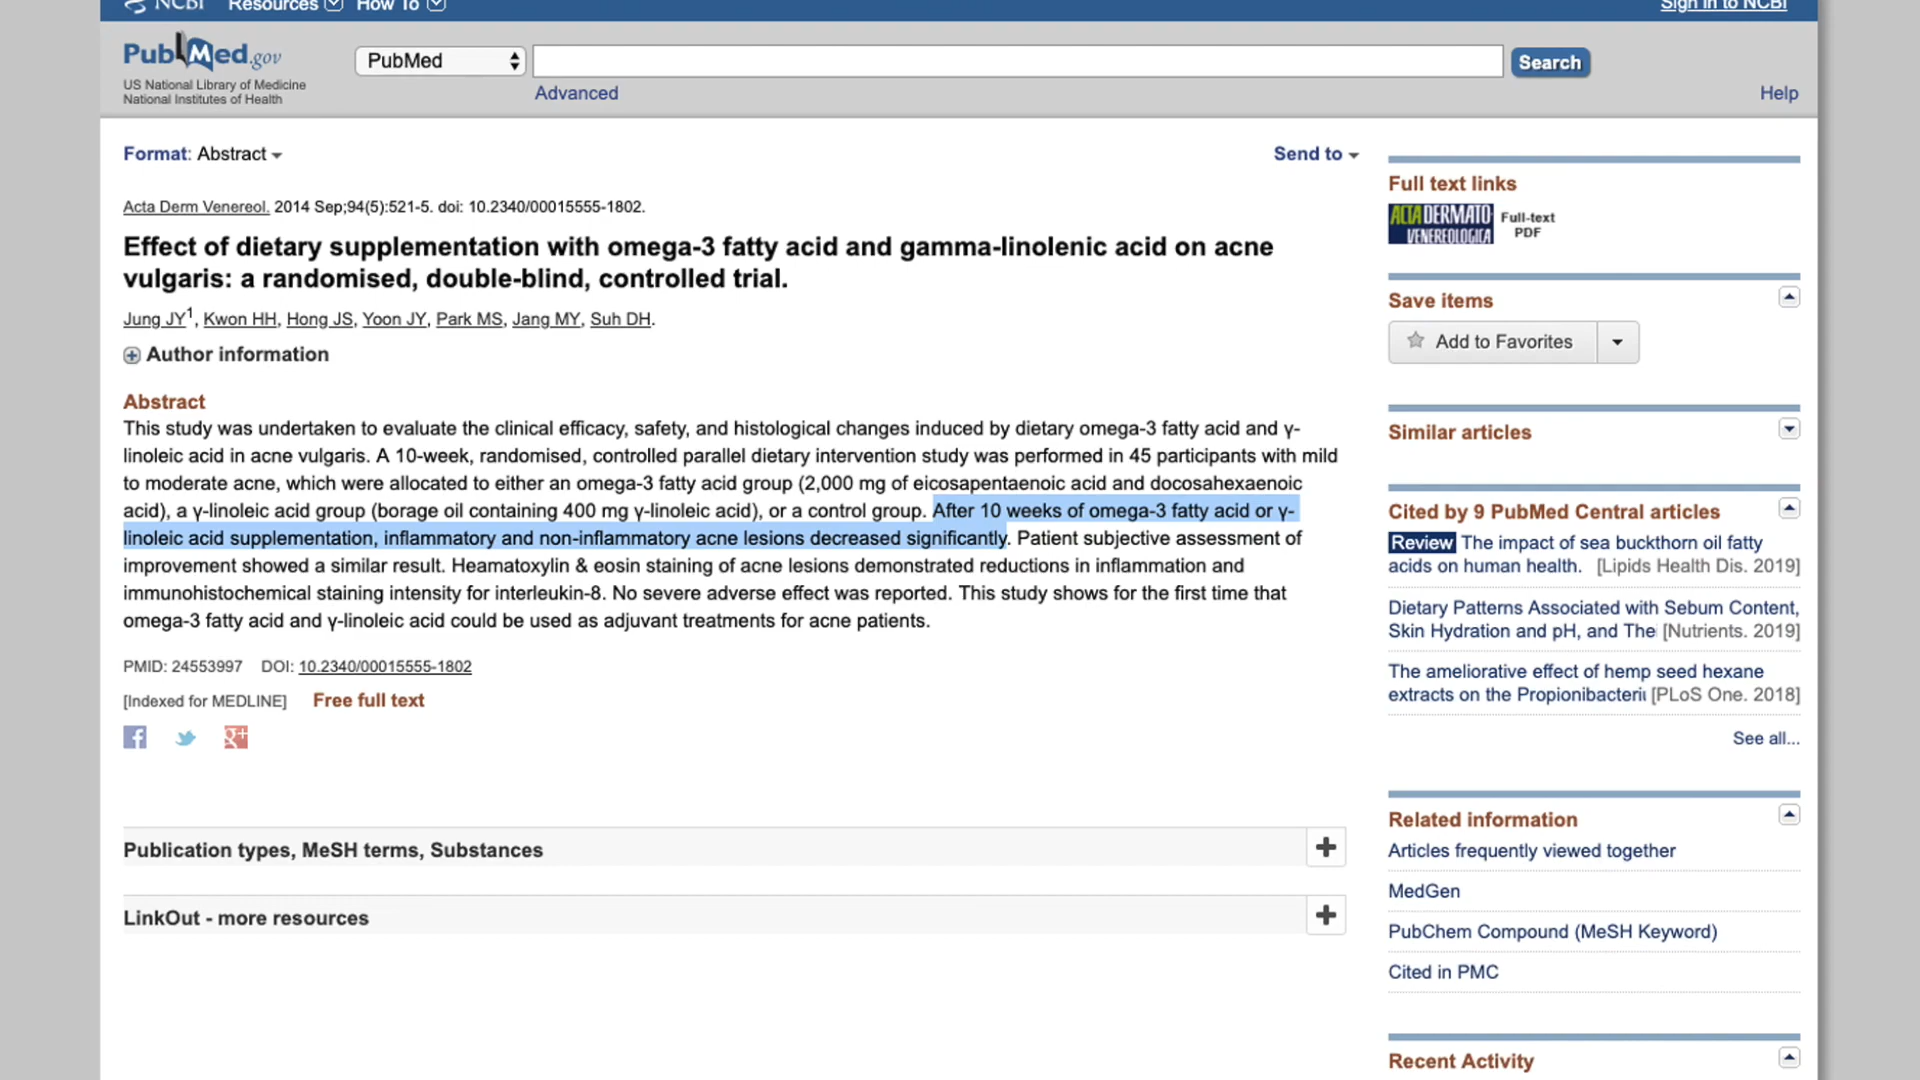 NCBI Resources How To Sign in to NCBI
PubMed.gov
US National Library of Medicine
National Institutes of Health
PubMed
Search
Advanced
Help
Format: Abstract
Send to
Acta Derm Venereol. 2014 Sep;94(5):521-5. doi: 10.2340/00015555-1802.
Effect of dietary supplementation with omega-3 fatty acid and gamma-linolenic acid on acne
vulgaris: a randomised, double-blind, controlled trial.
Jung JY1, Kwon HH, Hong JS, Yoon JY, Park MS, Jang MY, Suh DH.
Author information
Abstract
This study was undertaken to evaluate the clinical efficacy, safety, and histological changes induced by dietary omega-3 fatty acid and γ-
linoleic acid in acne vulgaris. A 10-week, randomised, controlled parallel dietary intervention study was performed in 45 participants with mild
to moderate acne, which were allocated to either an omega-3 fatty acid group (2,000 mg of eicosapentaenoic acid and docosahexaenoic
acid), a γ-linoleic acid group (borage oil containing 400 mg γ-linoleic acid), or a control group. After 10 weeks of omega-3 fatty acid or γ-
linoleic acid supplementation, inflammatory and non-inflammatory acne lesions decreased significantly. Patient subjective assessment of
improvement showed a similar result. Heamatoxylin & eosin staining of acne lesions demonstrated reductions in inflammation and
immunohistochemical staining intensity for interleukin-8. No severe adverse effect was reported. This study shows for the first time that
omega-3 fatty acid and γ-linoleic acid could be used as adjuvant treatments for acne patients.
PMID: 24553997 DOI: 10.2340/00015555-1802
[Indexed for MEDLINE] Free full text
f g+
Publication types, MeSH terms, Substances
LinkOut - more resources
Full text links
ACTA DERMATO
VENEREOLOGICA
Full-text
PDF
Save items
Add to Favorites
Similar articles
Cited by 9 PubMed Central articles
Review The impact of sea buckthorn oil fatty
acids on human health. [Lipids Health Dis. 2019]
Dietary Patterns Associated with Sebum Content,
Skin Hydration and pH, and The [Nutrients. 2019]
The ameliorative effect of hemp seed hexane
extracts on the Propionibacteri [PLoS One. 2018]
See all...
Related information
Articles frequently viewed together
MedGen
PubChem Compound (MeSH Keyword)
Cited in PMC
Recent Activity